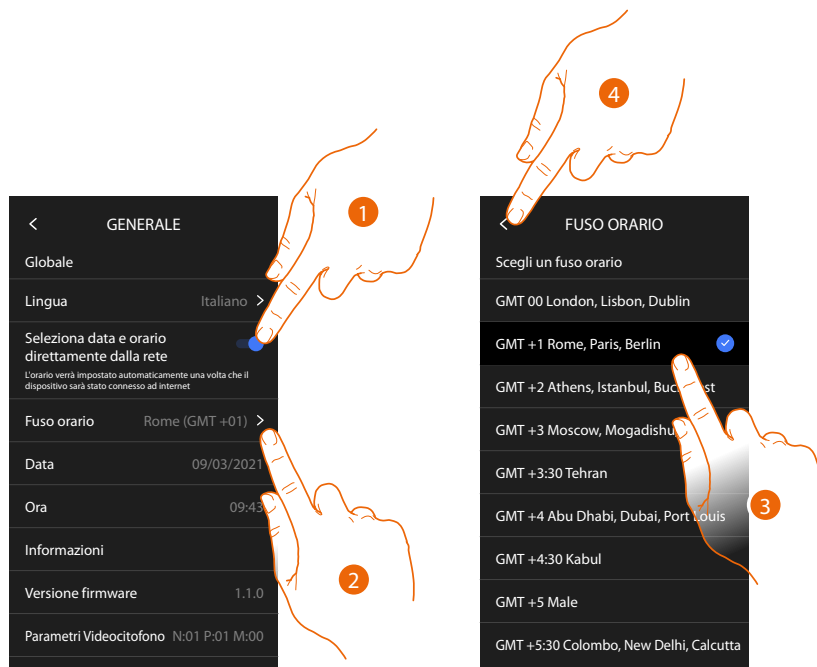 4
1
GENERALE
Globale
Lingua Italiano
Seleziona data e orario
direttamente dalla rete
L'orario verrà impostato automaticamente una volta che il
dispositivo sarà stato connesso ad internet
Fuso orario Rome (GMT +01)
Data 09/03/2021
Ora 09:43
Informazioni
Versione firmware 1.1.0
Parametri Videocitofono N:01 P:01 M:00
2
FUSO ORARIO
Scegli un fuso orario
GMT 00 London, Lisbon, Dublin
GMT +1 Rome, Paris, Berlin
GMT +2 Athens, Istanbul,
GMT +3 Moscow, Mogadishu
GMT +3:30 Tehran
GMT +4 Abu Dhabi, Dubai, Port Louis
GMT +4:30 Kabul
GMT +5 Male
GMT +5:30 Colombo, New Delhi, Calcutta
3